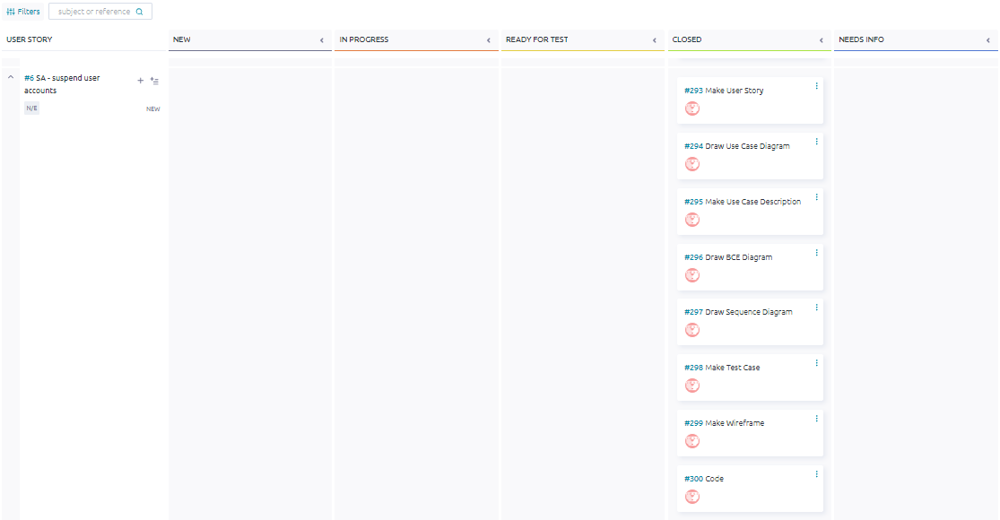 Filters
subject or reference
USER STORY
NEW
IN PROGRESS
READY FOR TEST
CLOSED
NEEDS INFO
#6 SA - suspend user
accounts
N/E
NEW
#293 Make User Story
#294 Draw Use Case Diagram
#295 Make Use Case Description
#296 Draw BCE Diagram
#297 Draw Sequence Diagram
#298 Make Test Case
#299 Make Wireframe
#300 Code